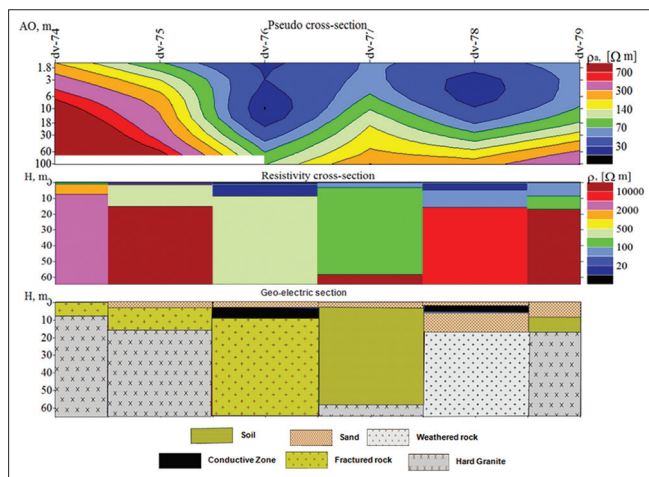 AO, m
Pseudo cross-section
dv-74
dv-75
dv-76
dv-77
dv-78
dv-79
ρa, [Ω m]
1.8
3
6
10
18
30
60
100
700
300
140
70
30
10
H, m
Resistivity cross-section
ρ, [Ω m]
10
20
30
40
50
60
10000
2000
500
100
20
H, m
Geo-electric section
0
10
20
30
40
50
60
Soil
Sand
Weathered rock
Conductive Zone
Fractured rock
Hard Granite